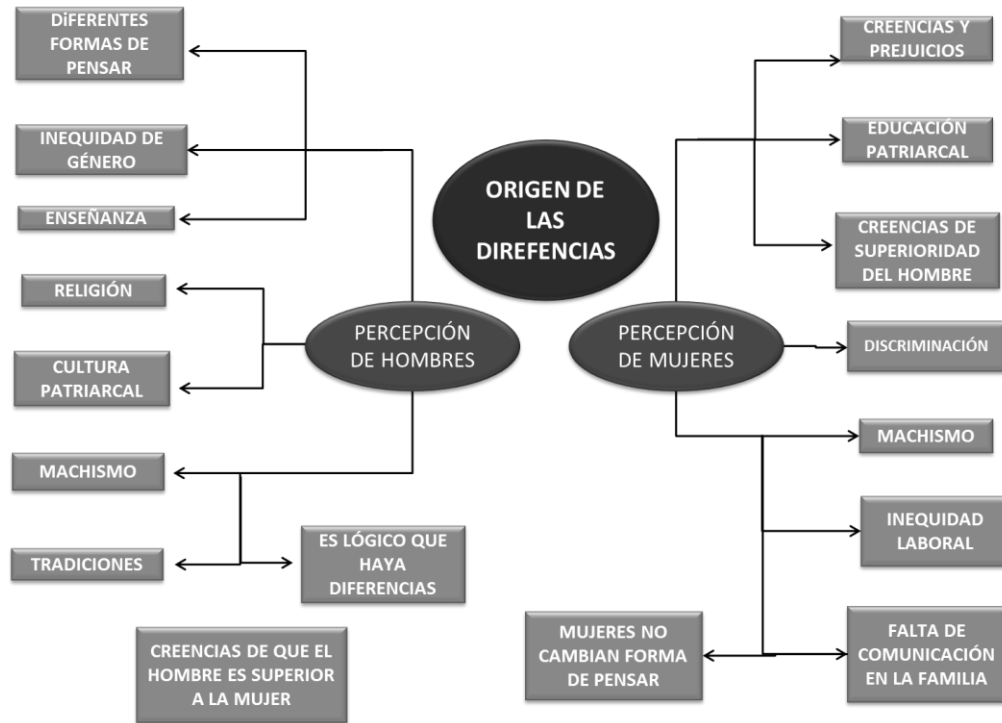 ORIGEN DE
LAS
DIREFENCIAS
PERCEPCIÓN
DE HOMBRES
DiFERENTES
FORMAS DE
PENSAR
INEQUIDAD DE
GÉNERO
ENSEÑANZA
RELIGIÓN
CULTURA
PATRIARCAL
MACHISMO
TRADICIONES
ES LÓGICO QUE
HAYA
DIFERENCIAS
CREENCIAS DE QUE EL
HOMBRE ES SUPERIOR
A LA MUJER
PERCEPCIÓN
DE MUJERES
CREENCIAS Y
PREJUICIOS
EDUCACIÓN
PATRIARCAL
CREENCIAS DE
SUPERIORIDAD
DEL HOMBRE
DISCRIMINACIÓN
MACHISMO
INEQUIDAD
LABORAL
FALTA DE
COMUNICACIÓN
EN LA FAMILIA
MUJERES NO
CAMBIAN FORMA
DE PENSAR